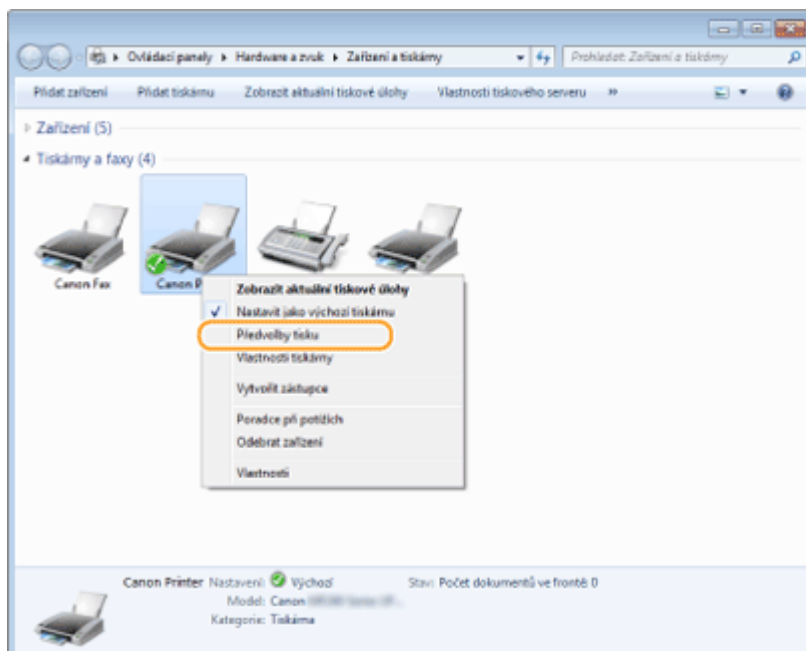 Ovládací panely ▸ Hardware a zvuk ▸ Zařízení a tiskárny
Prohledat: Zařízení a tiskárny
Přidat zařízení Přidat tiskárnu Zobrazit aktuální tiskové úlohy Vlastnosti tiskového serveru »
Zařízení (5)
Tiskárny a faxy (4)
Canon Fax
Canon
Zobrazit aktuální tiskové úlohy
Nastavit jako výchozí tiskárnu
Předvolby tisku
Vlastnosti tiskárny
Vytvořit zástupce
Poradce při potížích
Odebrat zařízení
Vlastnosti
Canon Printer Nastavení: Výchozí Stav: Počet dokumentů ve frontě: 0
Model: Canon
Kategorie: Tiskárna